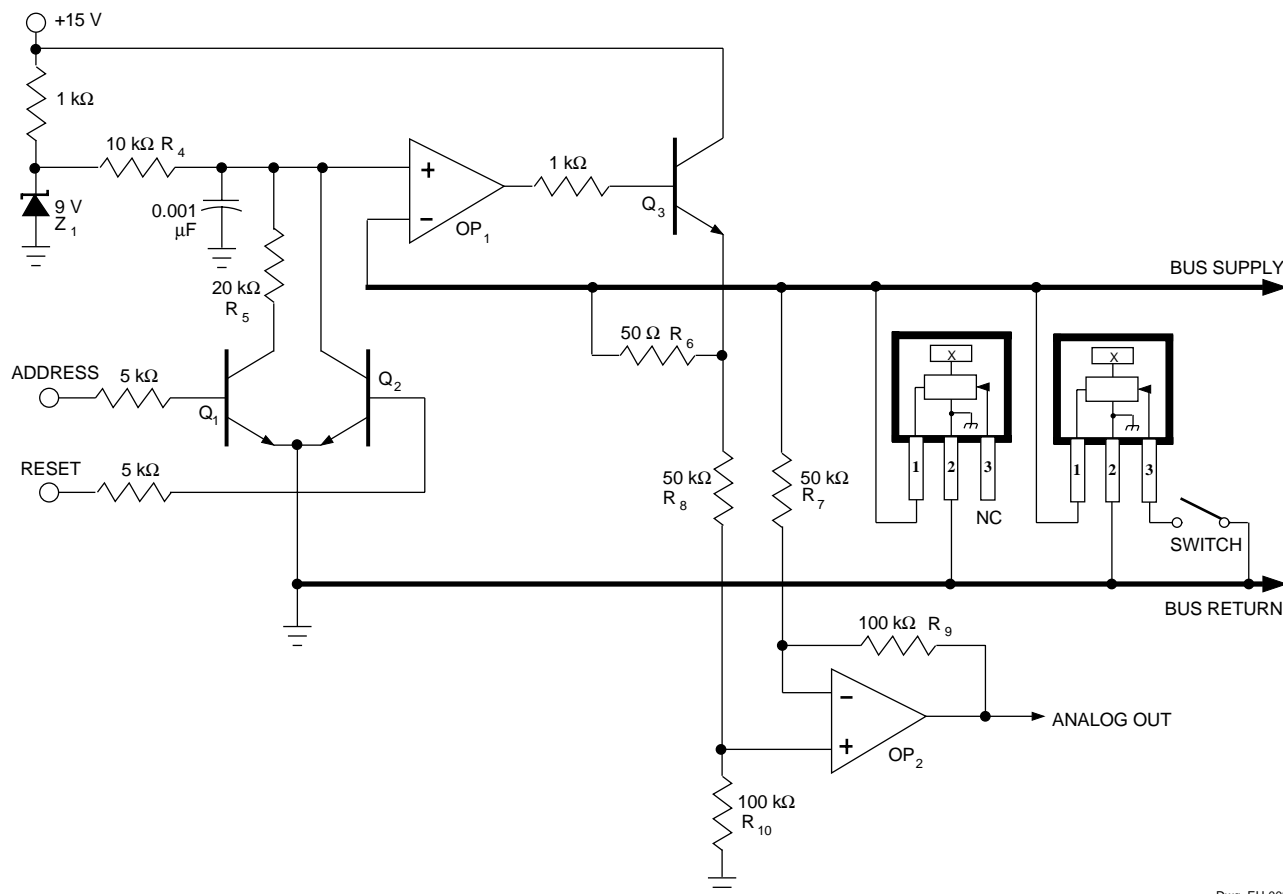 +15 V
1 kΩ
10 kΩ R4
9 V
Z1
0.001
µF
+
−
OP1
1 kΩ
Q3
20 kΩ
R5
BUS SUPPLY
50 Ω R6
X
X
ADDRESS
5 kΩ
Q1
Q2
RESET
5 kΩ
50 kΩ
R8
50 kΩ
R7
1 2 3
NC
1 2 3
SWITCH
BUS RETURN
100 kΩ R9
−
+
OP2
ANALOG OUT
100 kΩ
R10